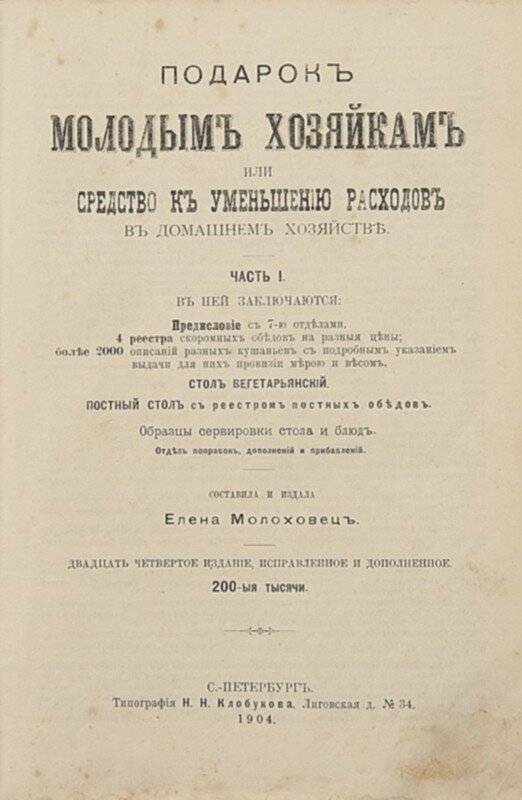 ПОДАРОКЪ
МОЛОДЫМЪ ХОЗЯЙКАМЪ
ИЛИ
СРЕДСТВО КЪ УМЕНЬШЕНІЮ РАСХОДОВЪ
ВЪ ДОМАШНЕМЪ ХОЗЯЙСТВѢ.
ЧАСТЬ I.
ВЪ НЕЙ ЗАКЛЮЧАЮТСЯ:
Предисловіе съ 7-ю отдѣлами.
4 реестра скоромныхъ обѣдовъ на разныя цѣны;
болѣе 2000 описаній разныхъ кушаньевъ съ подробнымъ указаніемъ
выдачи для нихъ провизіи мѣрою и вѣсомъ.
СТОЛЪ ВЕГЕТАРЬЯНСКІЙ.
ПОСТНЫЙ СТОЛЪ съ реестромъ постныхъ обѣдовъ.
Образцы сервировки стола и блюдъ.
Отдѣлъ поправокъ, дополненій и прибавленій.
СОСТАВИЛА И ИЗДАЛА
Елена Молоховецъ.
ДВАДЦАТЬ ЧЕТВЕРТОЕ ИЗДАНІЕ, ИСПРАВЛЕННОЕ И ДОПОЛНЕННОЕ.
200-ыя тысячи.
С.-ПЕТЕРБУРГЪ.
Типографія Н. Н. Клобукова, Лиговская д. № 34.
1904.